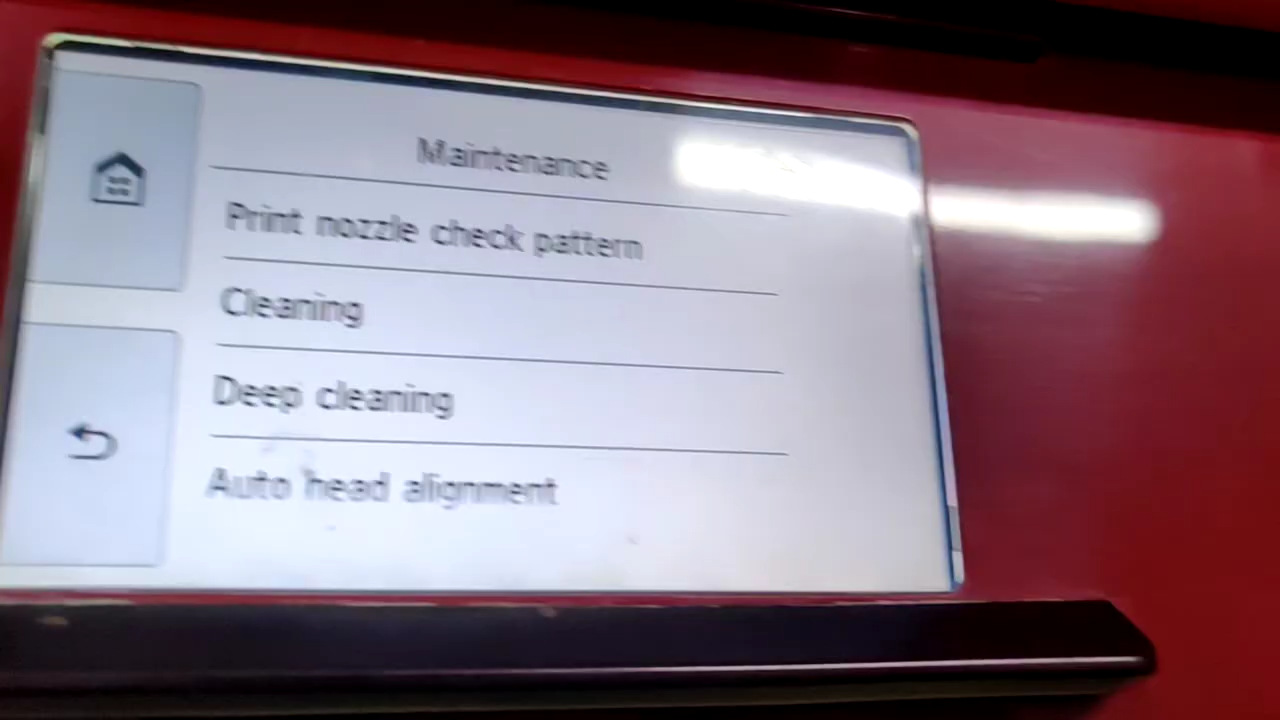 Maintenance
Print nozzle check pattern
Cleaning
Deep cleaning
Auto head alignment